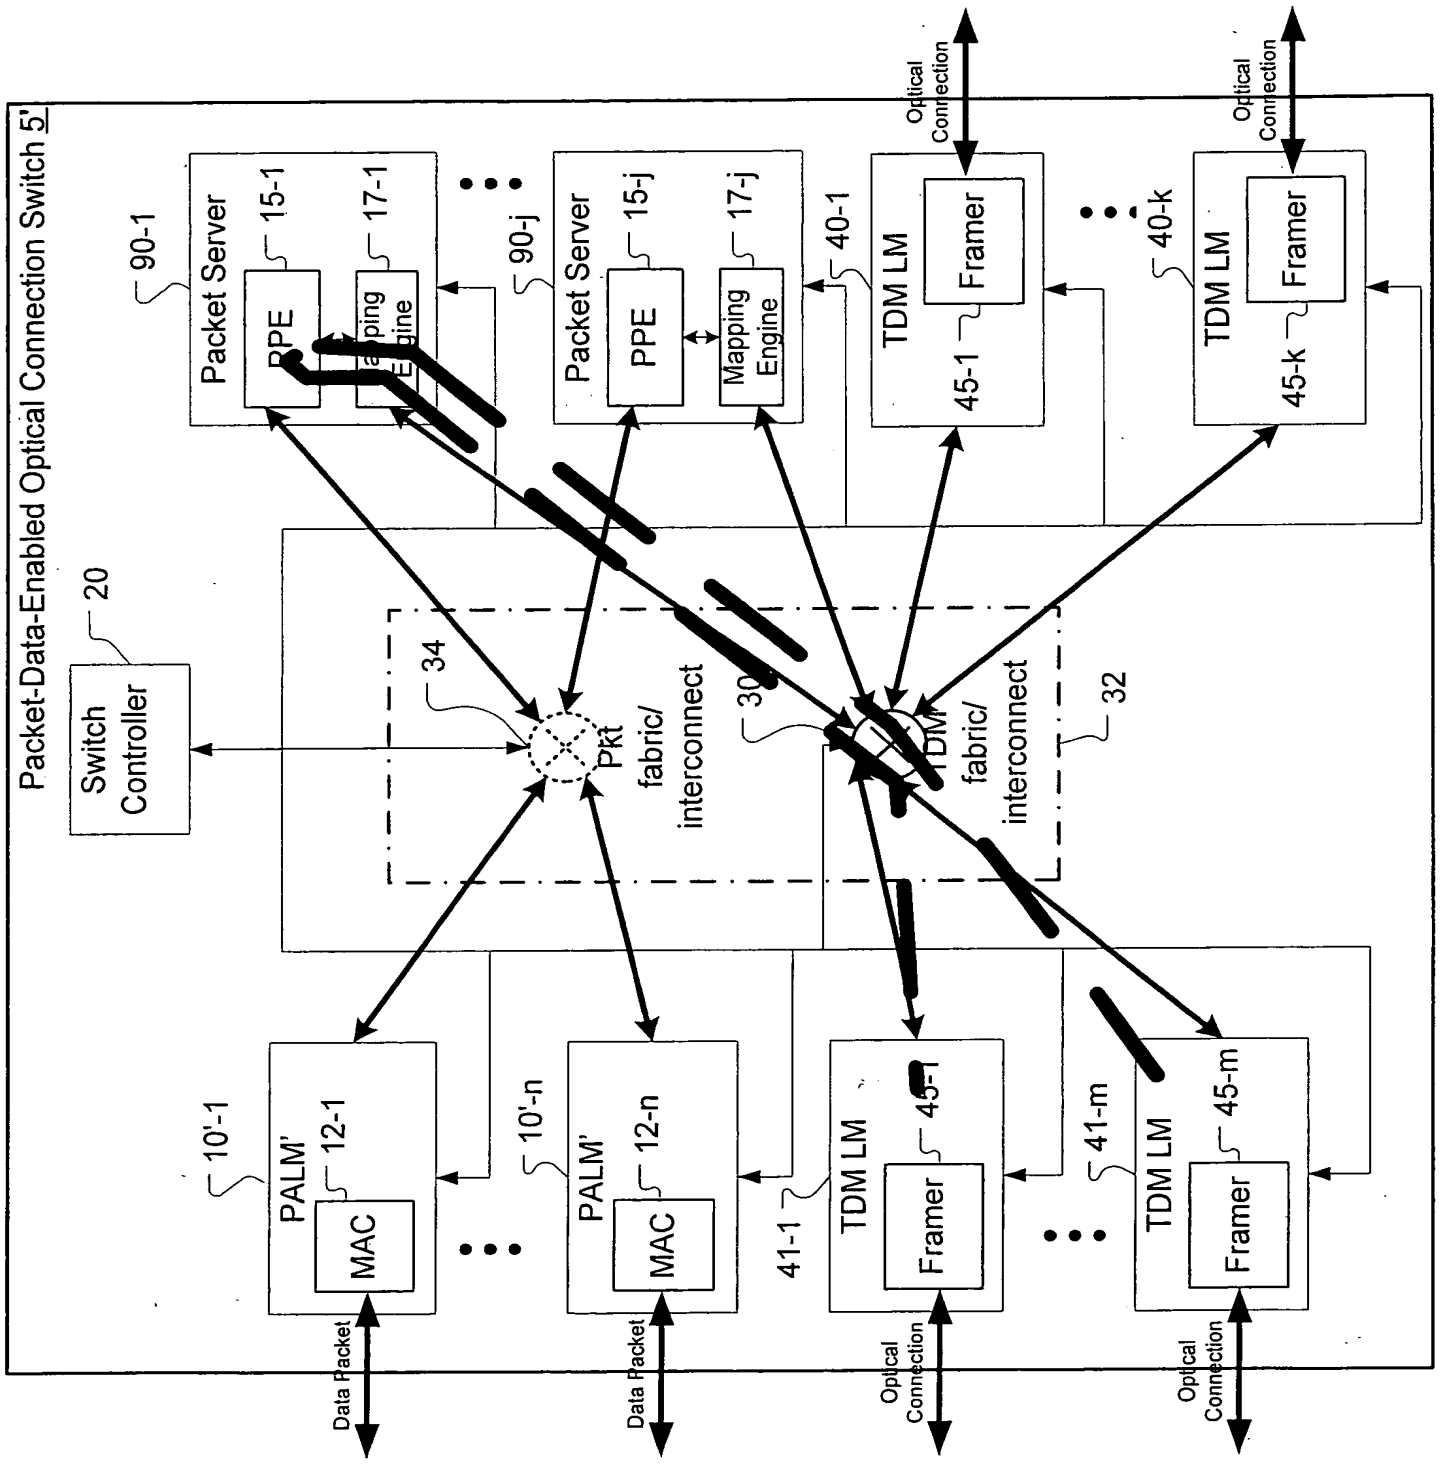 Packet-Data-Enabled Optical Connection Switch 5'
Switch
Controller
20
10'-1
PALM'
12-1
MAC
Data Packet
10'-n
PALM'
12-n
MAC
Data Packet
41-1
TDM LM
Framer
Optical
Connection
41-m
TDM LM
45-m
Framer
Optical
Connection
34
Pkt
fabric/
interconnect
30
TDM
fabric/
interconnect
32
90-1
Packet Server
15-1
PPE
17-1
Engine
90-j
Packet Server
15-j
PPE
17-j
Mapping
Engine
40-1
TDM LM
45-1
Framer
Optical
Connection
40-k
TDM LM
45-k
Framer
Optical
Connection